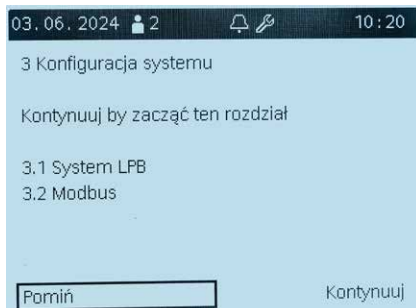 03.06.2024 2 10:20
3 Konfiguracja systemu
Kontynuuj by zacząć ten rozdział
3.1 System LPB
3.2 Modbus
Pomiń Kontynuuj